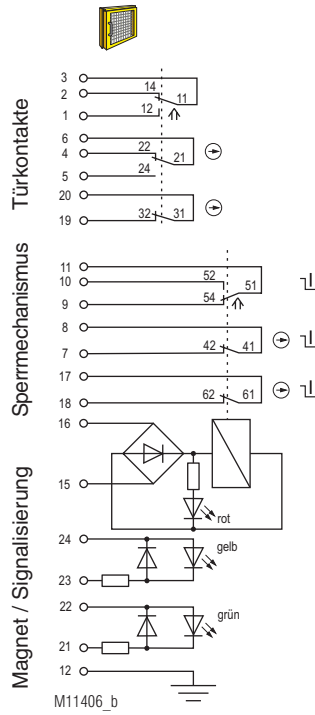 Türkontakte
3
2 14 11
1 12
6
4 22 21
5 24
20
19 32 31
Sperrmechanismus
11
10 52 51
9 54
8
7 42 41
17
18 62 61
Magnet / Signalisierung
16
15
rot
24 gelb
23
22 grün
21
12
M11406_b